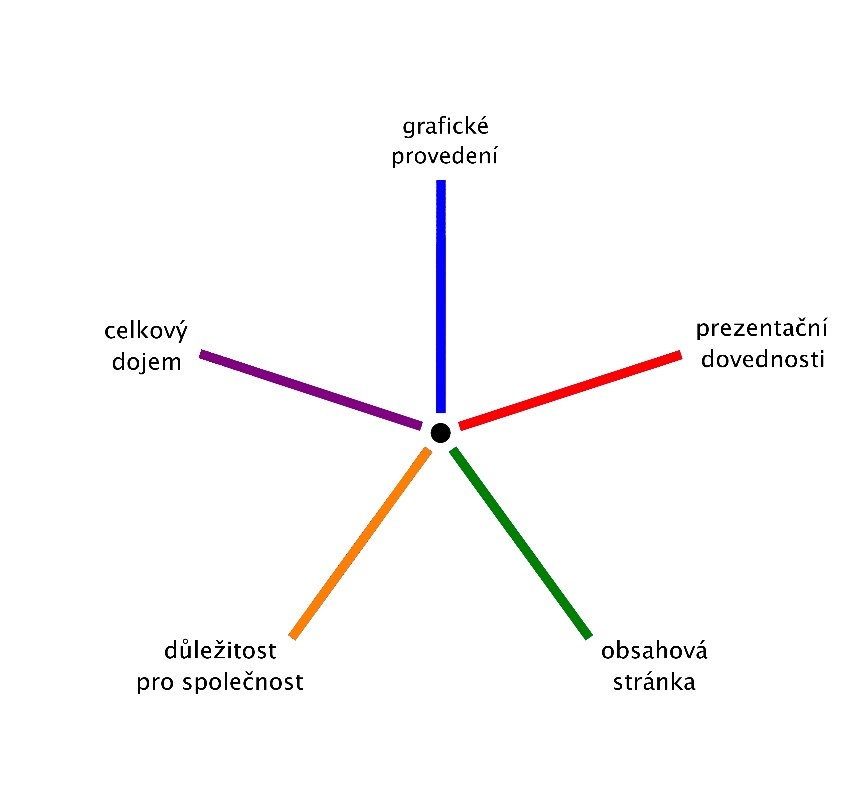 grafické
provedení
celkový
dojem
prezentační
dovednosti
důležitost
pro společnost
obsahová
stránka